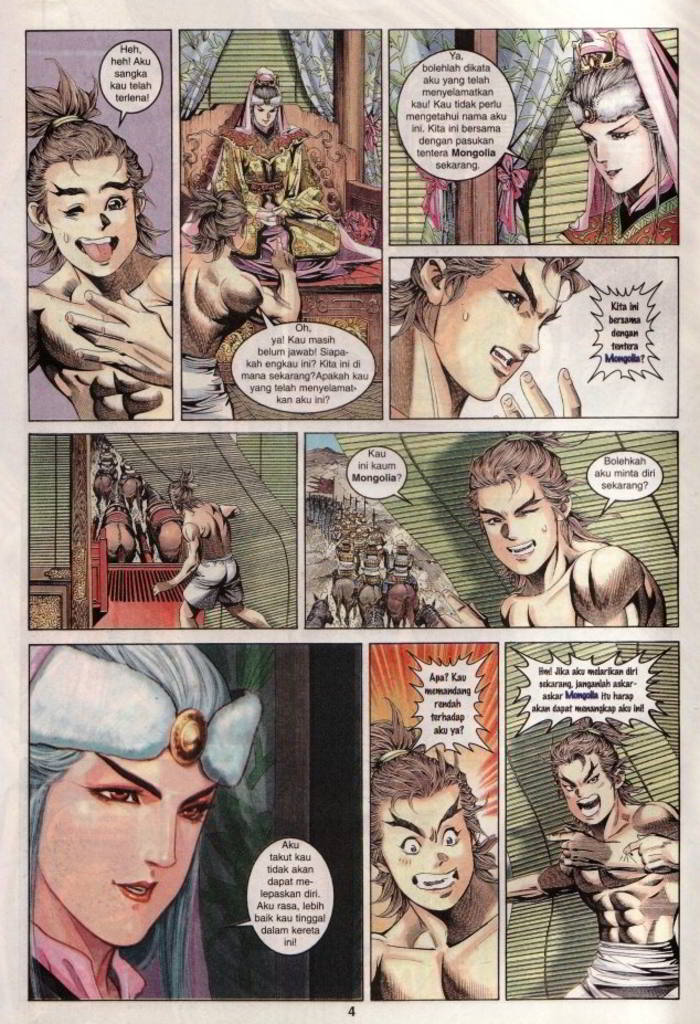 Heh,
heh! Aku
sangka
kau telah
terlena!
Oh,
ya! Kau masih
belum jawab! Siapa-
kah engkau ini? Kita ini di
mana sekarang?Apakah kau
yang telah menyelamat-
kan aku ini?
Ya,
bolehlah dikata
aku yang telah
menyelamatkan
kau! Kau tidak perlu
mengetahui nama aku
ini. Kita ini bersama
dengan pasukan
tentera Mongolia
sekarang.
Kita ini
bersama
dengan
tentera
Mongolia?
Kau
ini kaum
Mongolia?
Bolehkah
aku minta diri
sekarang?
Aku
takut kau
tidak akan
dapat me-
lepaskan diri.
Aku rasa, lebih
baik kau tinggal
dalam kereta
ini!
Apa? Kau
memandang
rendah
terhadap
aku ya?
Hm! Jika aku melarikan diri
sekarang, janganlah askar-
askar Mongolia itu harap
akan dapat menangkap aku ini!
4